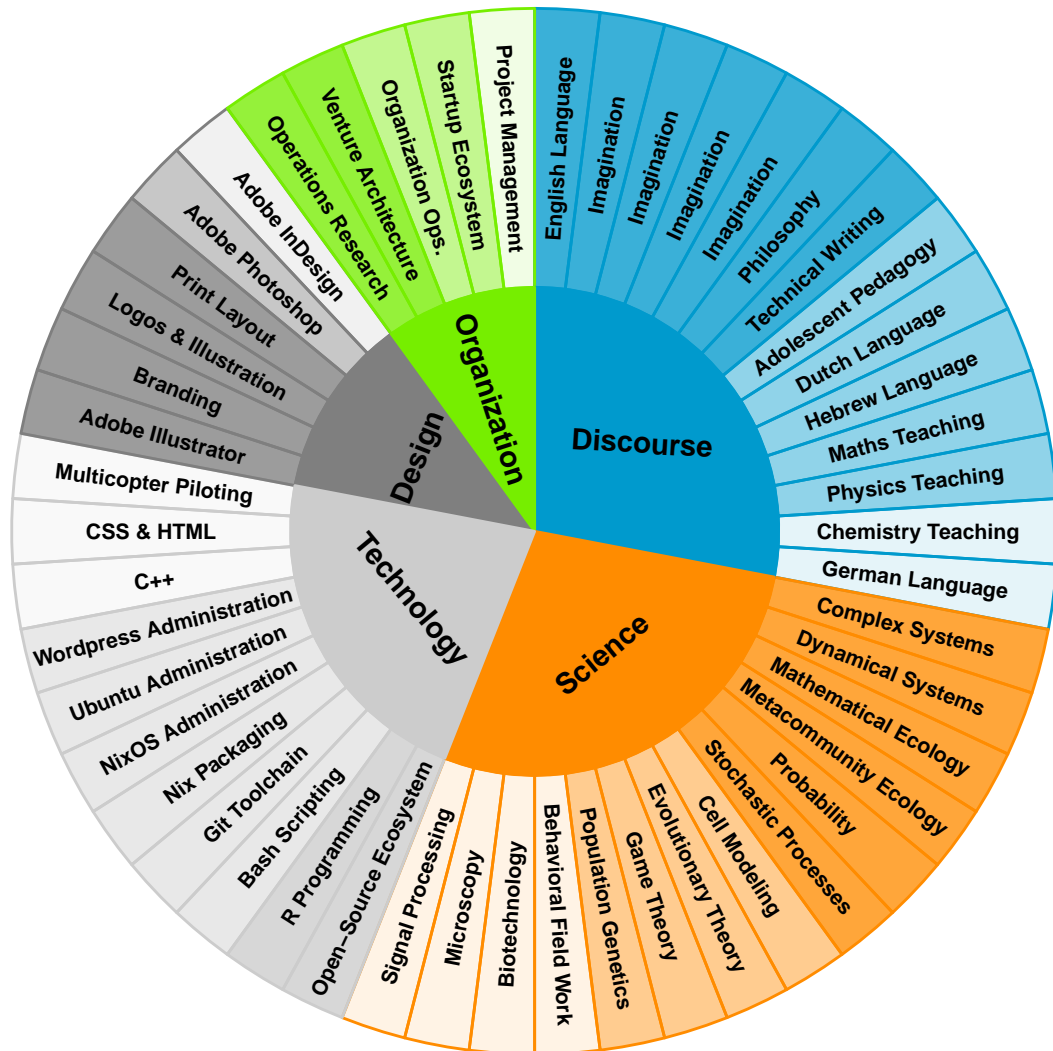 English Language
Imagination
Imagination
Imagination
Imagination
Philosophy
Technical Writing
Adolescent Pedagogy
Dutch Language
Hebrew Language
Maths Teaching
Physics Teaching
Chemistry Teaching
German Language
Complex Systems
Dynamical Systems
Mathematical Ecology
Metacommunity Ecology
Probability
Stochastic Processes
Cell Modeling
Evolutionary Theory
Game Theory
Population Genetics
Behavioral Field Work
Biotechnology
Microscopy
Signal Processing
Open−Source Ecosystem
R Programming
Bash Scripting
Git Toolchain
Nix Packaging
NixOS Administration
Ubuntu Administration
Wordpress Administration
C++
CSS & HTML
Multicopter Piloting
Adobe Illustrator
Branding
Logos & Illustration
Print Layout
Adobe Photoshop
Adobe InDesign
Operations Research
Venture Architecture
Organization Ops.
Startup Ecosystem
Project Management
Discourse
Science
Technology
Design
Organization